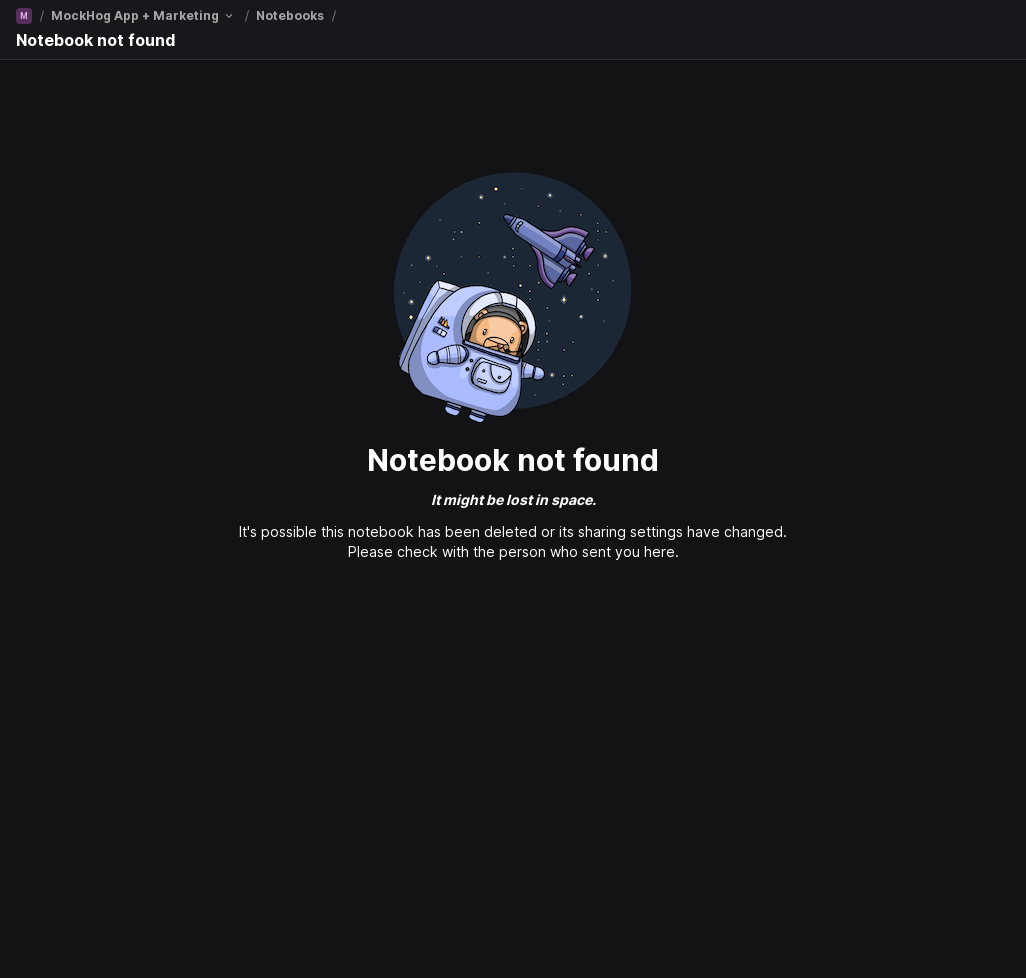 M / MockHog App + Marketing / Notebooks /
Notebook not found
Notebook not found
It might be lost in space.
It's possible this notebook has been deleted or its sharing settings have changed.
Please check with the person who sent you here.